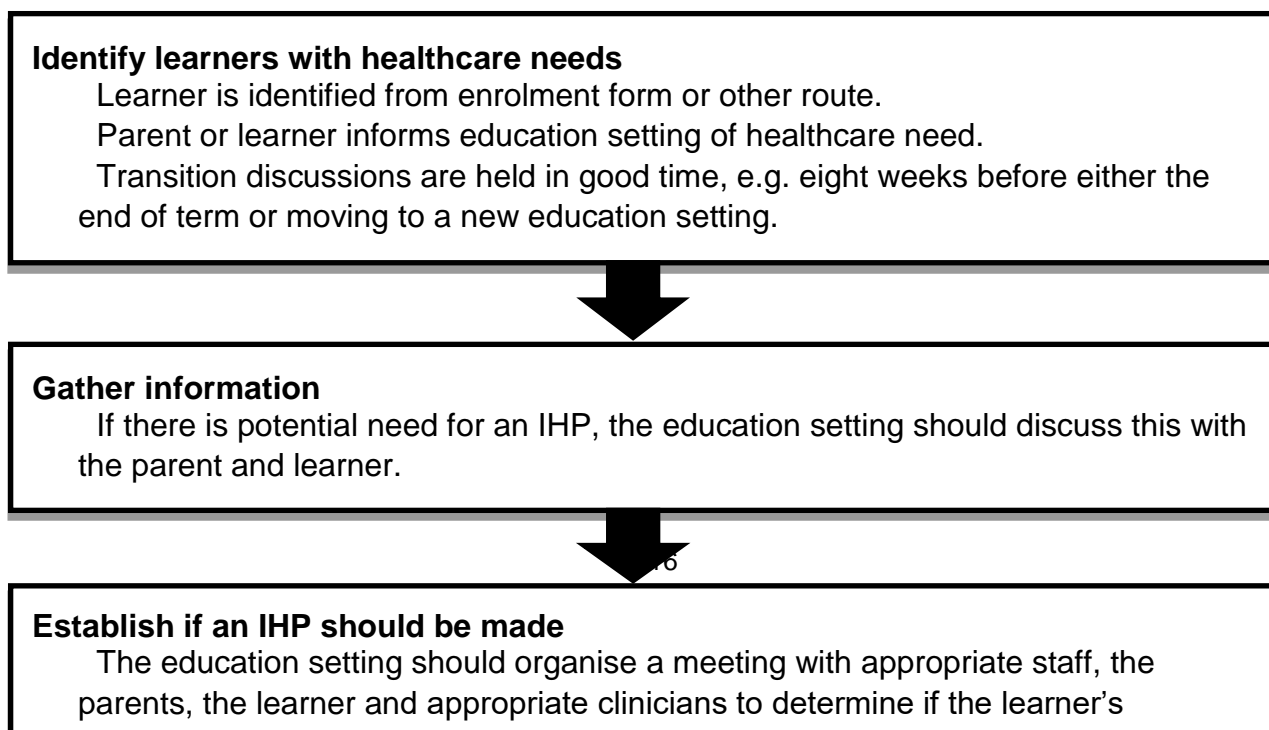 Identify learners with healthcare needs
Learner is identified from enrolment form or other route.
Parent or learner informs education setting of healthcare need.
Transition discussions are held in good time, e.g. eight weeks before either the
end of term or moving to a new education setting.
Gather information
If there is potential need for an IHP, the education setting should discuss this with
the parent and learner.
Establish if an IHP should be made
The education setting should organise a meeting with appropriate staff, the
parents, the learner and appropriate clinicians to determine if the learner’s